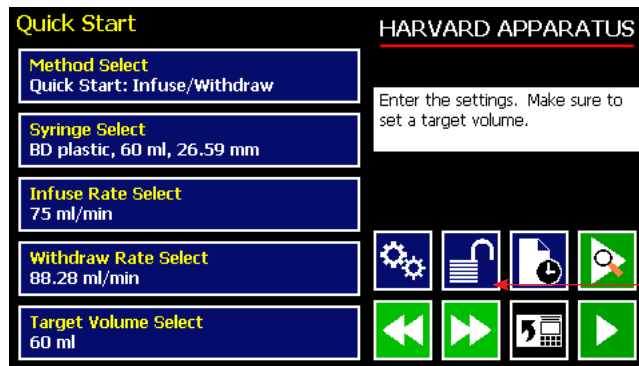 Quick Start
Method Select
Quick Start: Infuse/Withdraw
Syringe Select
BD plastic, 60 ml, 26.59 mm
Infuse Rate Select
75 ml/min
Withdraw Rate Select
88.28 ml/min
Target Volume Select
60 ml
HARVARD APPARATUS
Enter the settings. Make sure to
set a target volume.